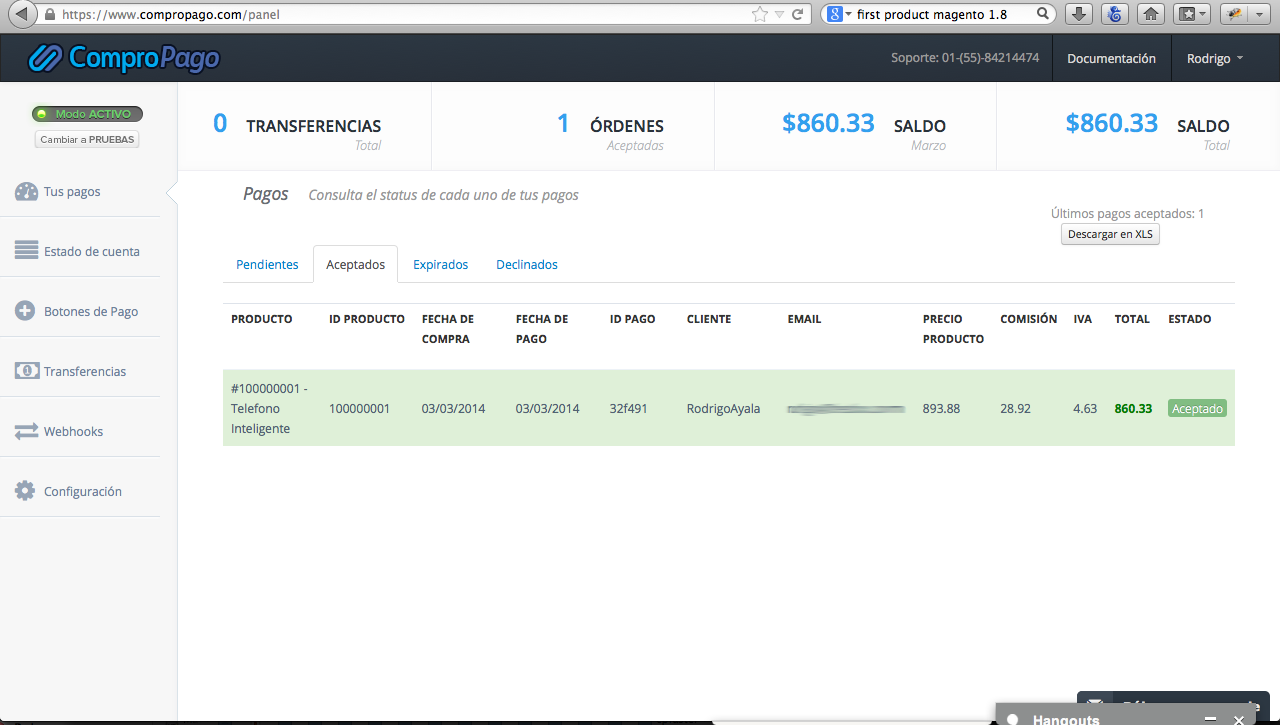 https://www.compropago.com/panel
8 first product magento 1.8
ComproPago
Soporte: 01-(55)-84214474
Documentación
Rodrigo
Modo ACTIVO
Cambiar a PRUEBAS
0 TRANSFERENCIAS
Total
1 ÓRDENES
Aceptadas
$860.33 SALDO
Marzo
$860.33 SALDO
Total
Tus pagos
Estado de cuenta
Botones de Pago
Transferencias
Webhooks
Configuración
Pagos Consulta el status de cada uno de tus pagos
Últimos pagos aceptados: 1
Descargar en XLS
Pendientes Aceptados Expirados Declinados
PRODUCTO ID PRODUCTO FECHA DE COMPRA FECHA DE PAGO ID PAGO CLIENTE EMAIL PRECIO PRODUCTO COMISIÓN IVA TOTAL ESTADO
#100000001 - Telefono Inteligente 100000001 03/03/2014 03/03/2014 32f491 RodrigoAyala 893.88 28.92 4.63 860.33 Aceptado
Hangouts